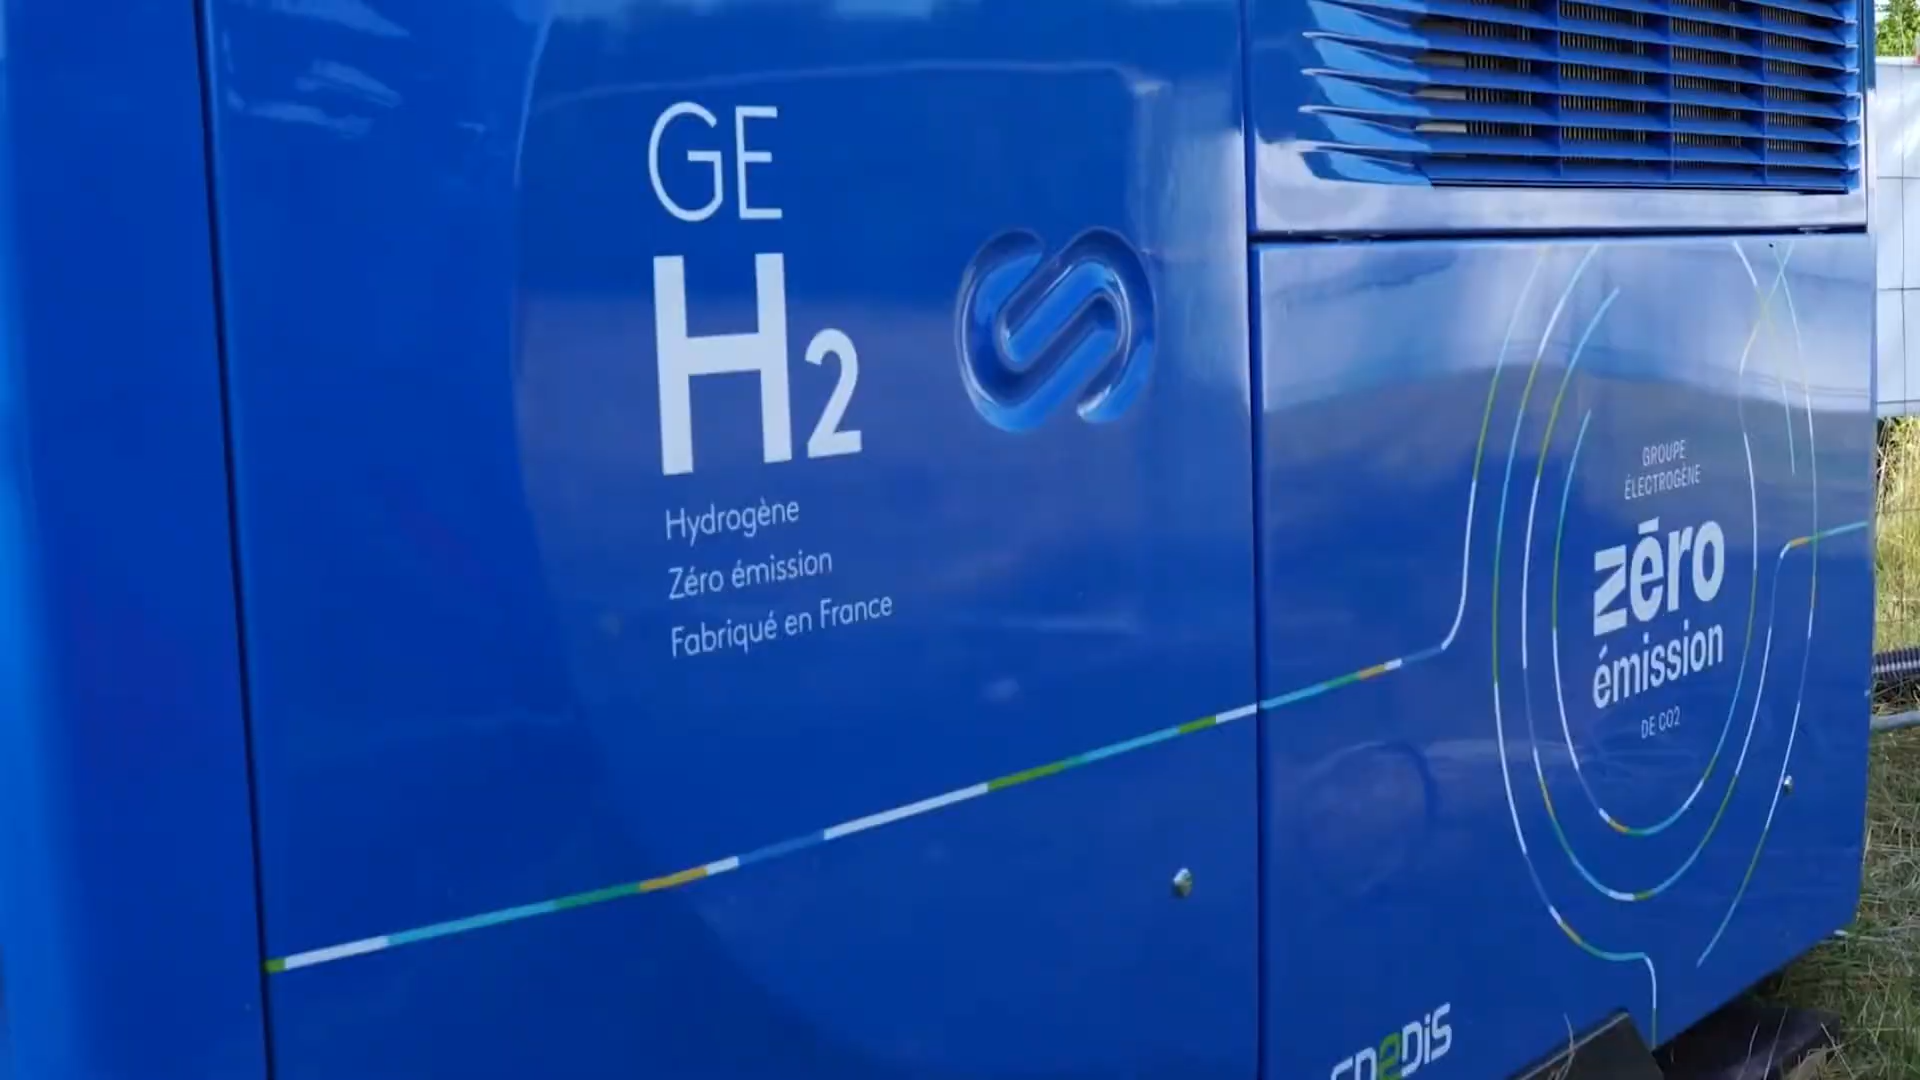 GE
H2
Hydrogène
Zéro émission
Fabriqué en France
GROUPE
ÉLECTROGÈNE
zēro
émission
DE CO2
enedis